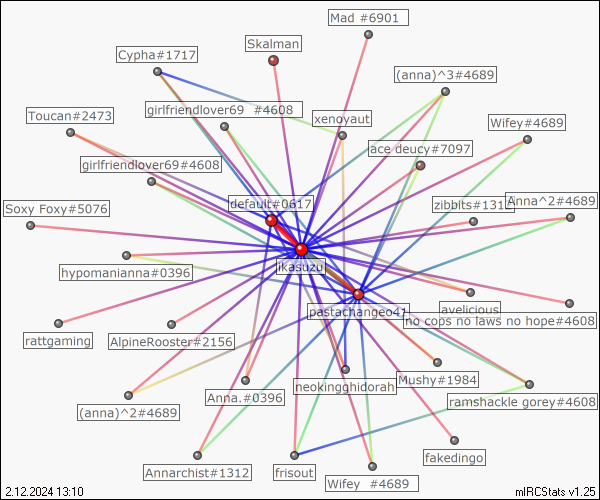 Mad #6901
Skalman
Cypha#1717
(anna)^3#4689
girlfriendlover69 #4608
Toucan#2473
xenoyaut
Wifey#4689
ace deucy#7097
girlfriendlover69#4608
default#0617
Soxy Foxy#5076
zibbits#1312
Anna^2#4689
ikasuzu
hypomanianna#0396
pastachangeo41
avelicious
no cops no laws no hope#4608
rattgaming
AlpineRooster#2156
Mushy#1984
neokingghidorah
Anna.#0396
ramshackle gorey#4608
(anna)^2#4689
fakedingo
Annarchist#1312
frisout
Wifey #4689
2.12.2024 13:10
mIRCStats v1.25